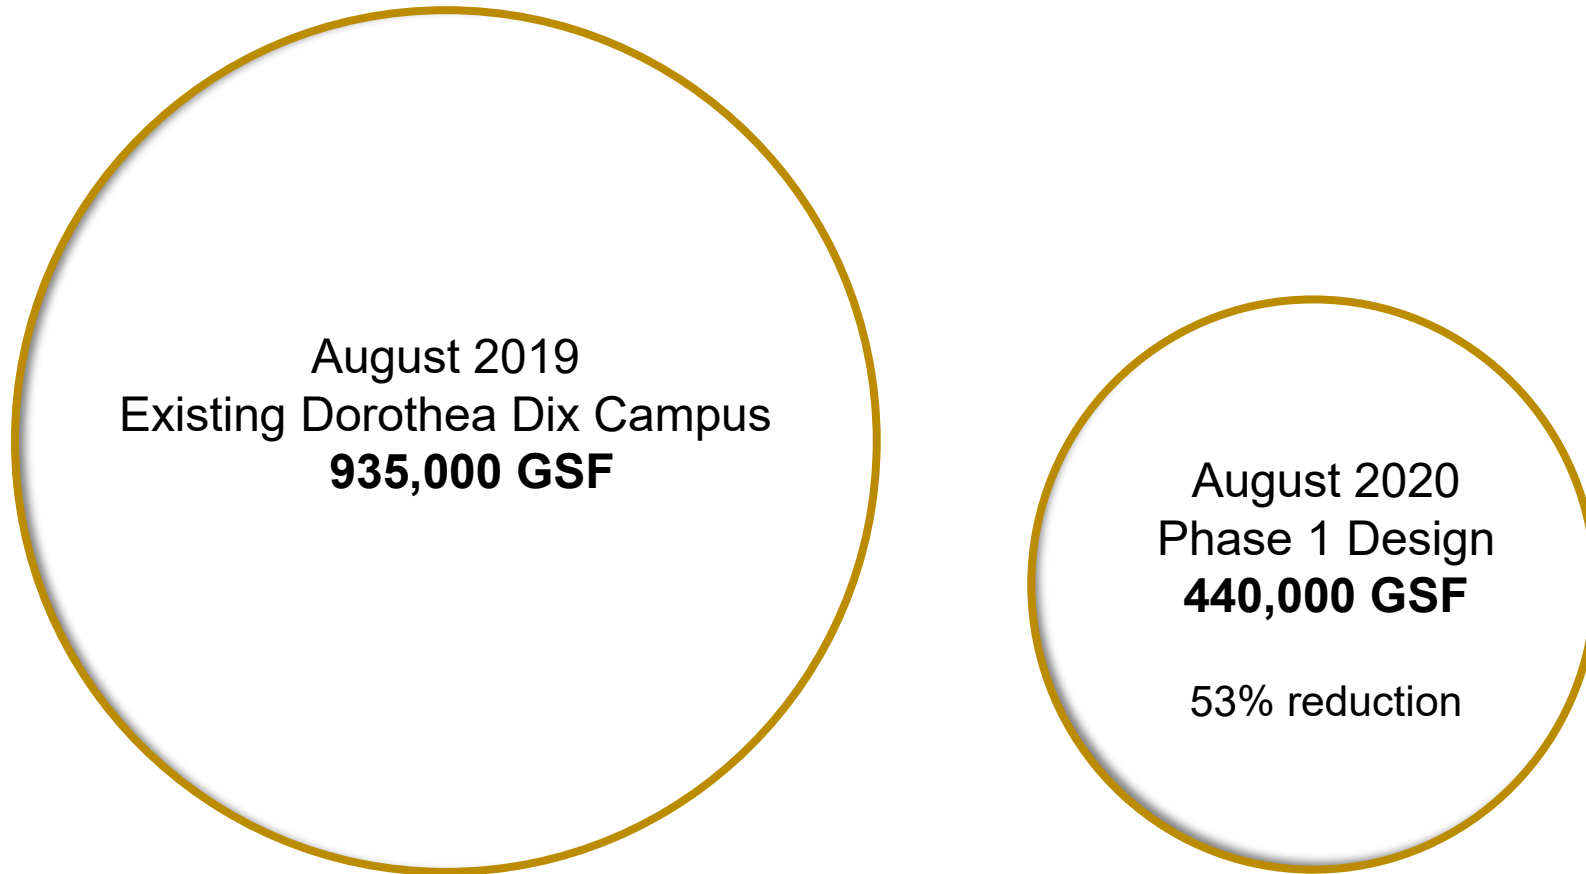 August 2019
Existing Dorothea Dix Campus
935,000 GSF
August 2020
Phase 1 Design
440,000 GSF
53% reduction